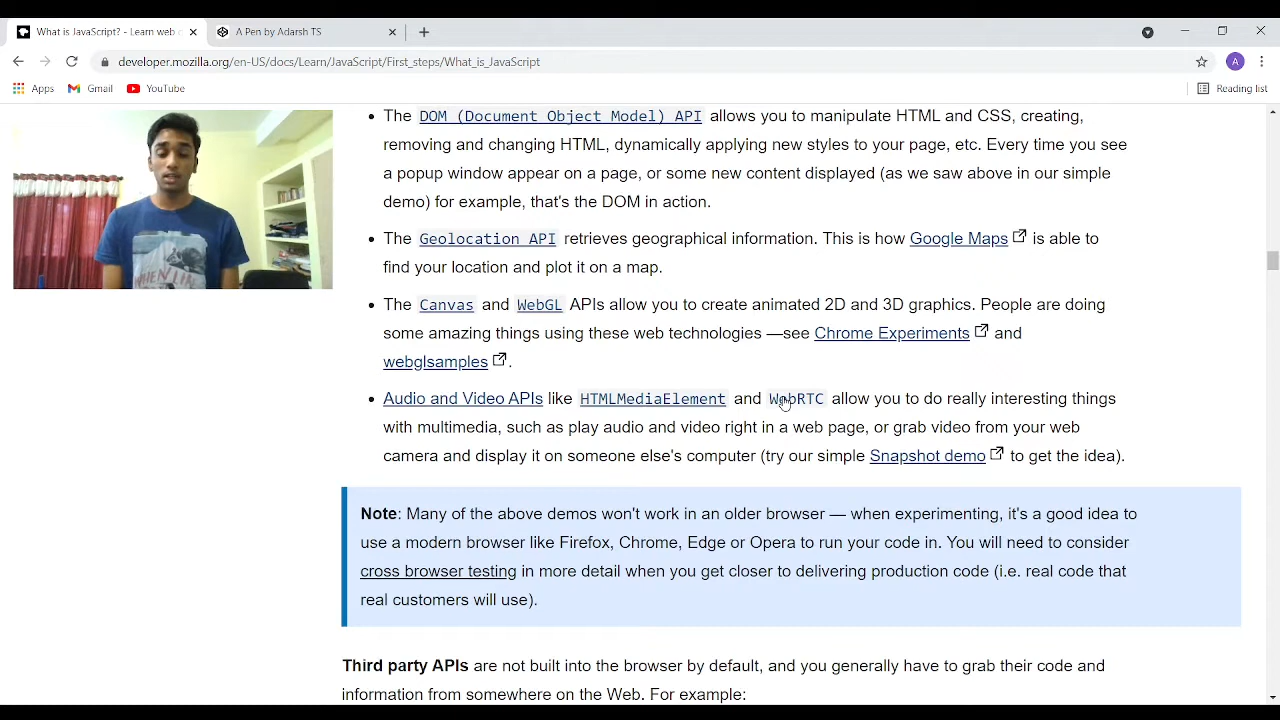 What is JavaScript? - Learn web
A Pen by Adarsh TS
developer.mozilla.org/en-US/docs/Learn/JavaScript/First_steps/What_is_JavaScript
A
Apps
Gmail
YouTube
Reading list
The DOM (Document Object Model) API allows you to manipulate HTML and CSS, creating,
removing and changing HTML, dynamically applying new styles to your page, etc. Every time you see
a popup window appear on a page, or some new content displayed (as we saw above in our simple
demo) for example, that's the DOM in action.
The Geolocation API retrieves geographical information. This is how Google Maps is able to
find your location and plot it on a map.
The Canvas and WebGL APIs allow you to create animated 2D and 3D graphics. People are doing
some amazing things using these web technologies —see Chrome Experiments and
webglsamples.
Audio and Video APIs like HTMLMediaElement and WebRTC allow you to do really interesting things
with multimedia, such as play audio and video right in a web page, or grab video from your web
camera and display it on someone else's computer (try our simple Snapshot demo to get the idea).
Note: Many of the above demos won't work in an older browser — when experimenting, it's a good idea to
use a modern browser like Firefox, Chrome, Edge or Opera to run your code in. You will need to consider
cross browser testing in more detail when you get closer to delivering production code (i.e. real code that
real customers will use).
Third party APIs are not built into the browser by default, and you generally have to grab their code and
information from somewhere on the Web. For example: